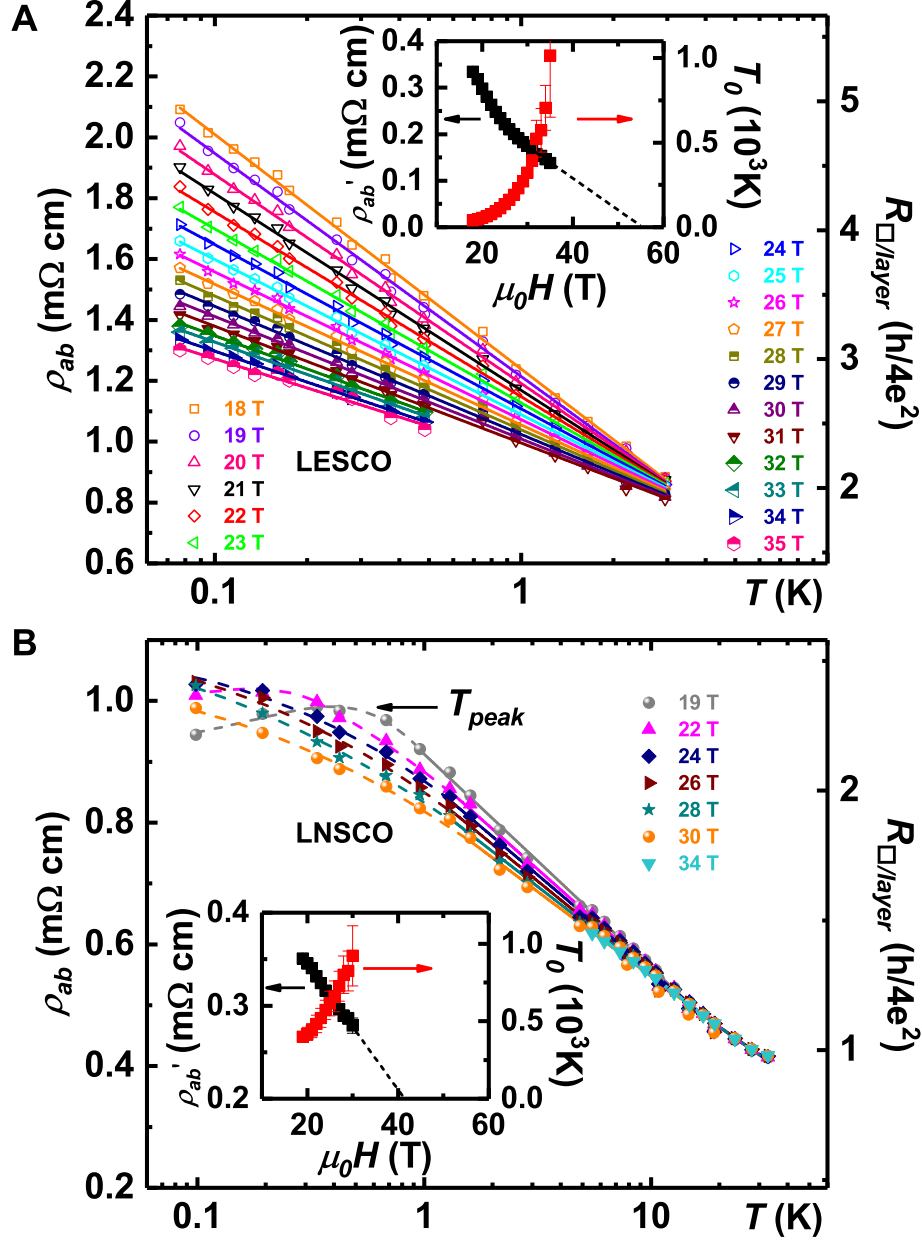 A
2.4
2.2
2.0
1.8
1.6
1.4
1.2
1.0
0.8
0.6
ρab (mΩ cm)
0.4
0.3
0.2
0.1
0.0
ρab' (mΩ cm)
1.0
0.5
0.0
T0 (10³K)
20 40 60
μ0H (T)
5
4
3
2
R□/layer (h/4e²)
18 T
19 T
20 T
21 T
22 T
23 T
LESCO
24 T
25 T
26 T
27 T
28 T
29 T
30 T
31 T
32 T
33 T
34 T
35 T
0.1 1 T (K)
B
1.0
0.8
0.6
0.4
0.2
ρab (mΩ cm)
Tpeak
LNSCO
19 T
22 T
24 T
26 T
28 T
30 T
34 T
2
1
R□/layer (h/4e²)
0.4
0.3
0.2
ρab' (mΩ cm)
1.0
0.5
0.0
T0 (10³K)
20 40 60
μ0H (T)
0.1 1 10 T (K)